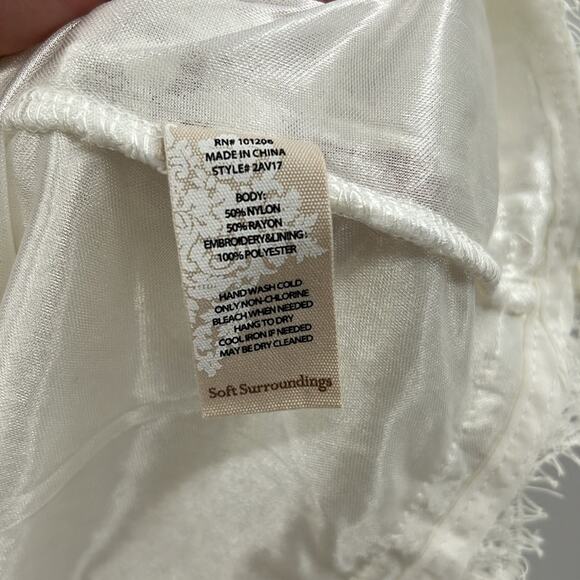 RN# 101206
MADE IN CHINA
STYLE# 2AV17
BODY:
50% NYLON
50% RAYON
EMBROIDERY&LINING:
100% POLYESTER
HAND WASH COLD
ONLY NON-CHLORINE
BLEACH WHEN NEEDED
HANG TO DRY
COOL IRON IF NEEDED
MAY BE DRY CLEANED
Soft Surroundings